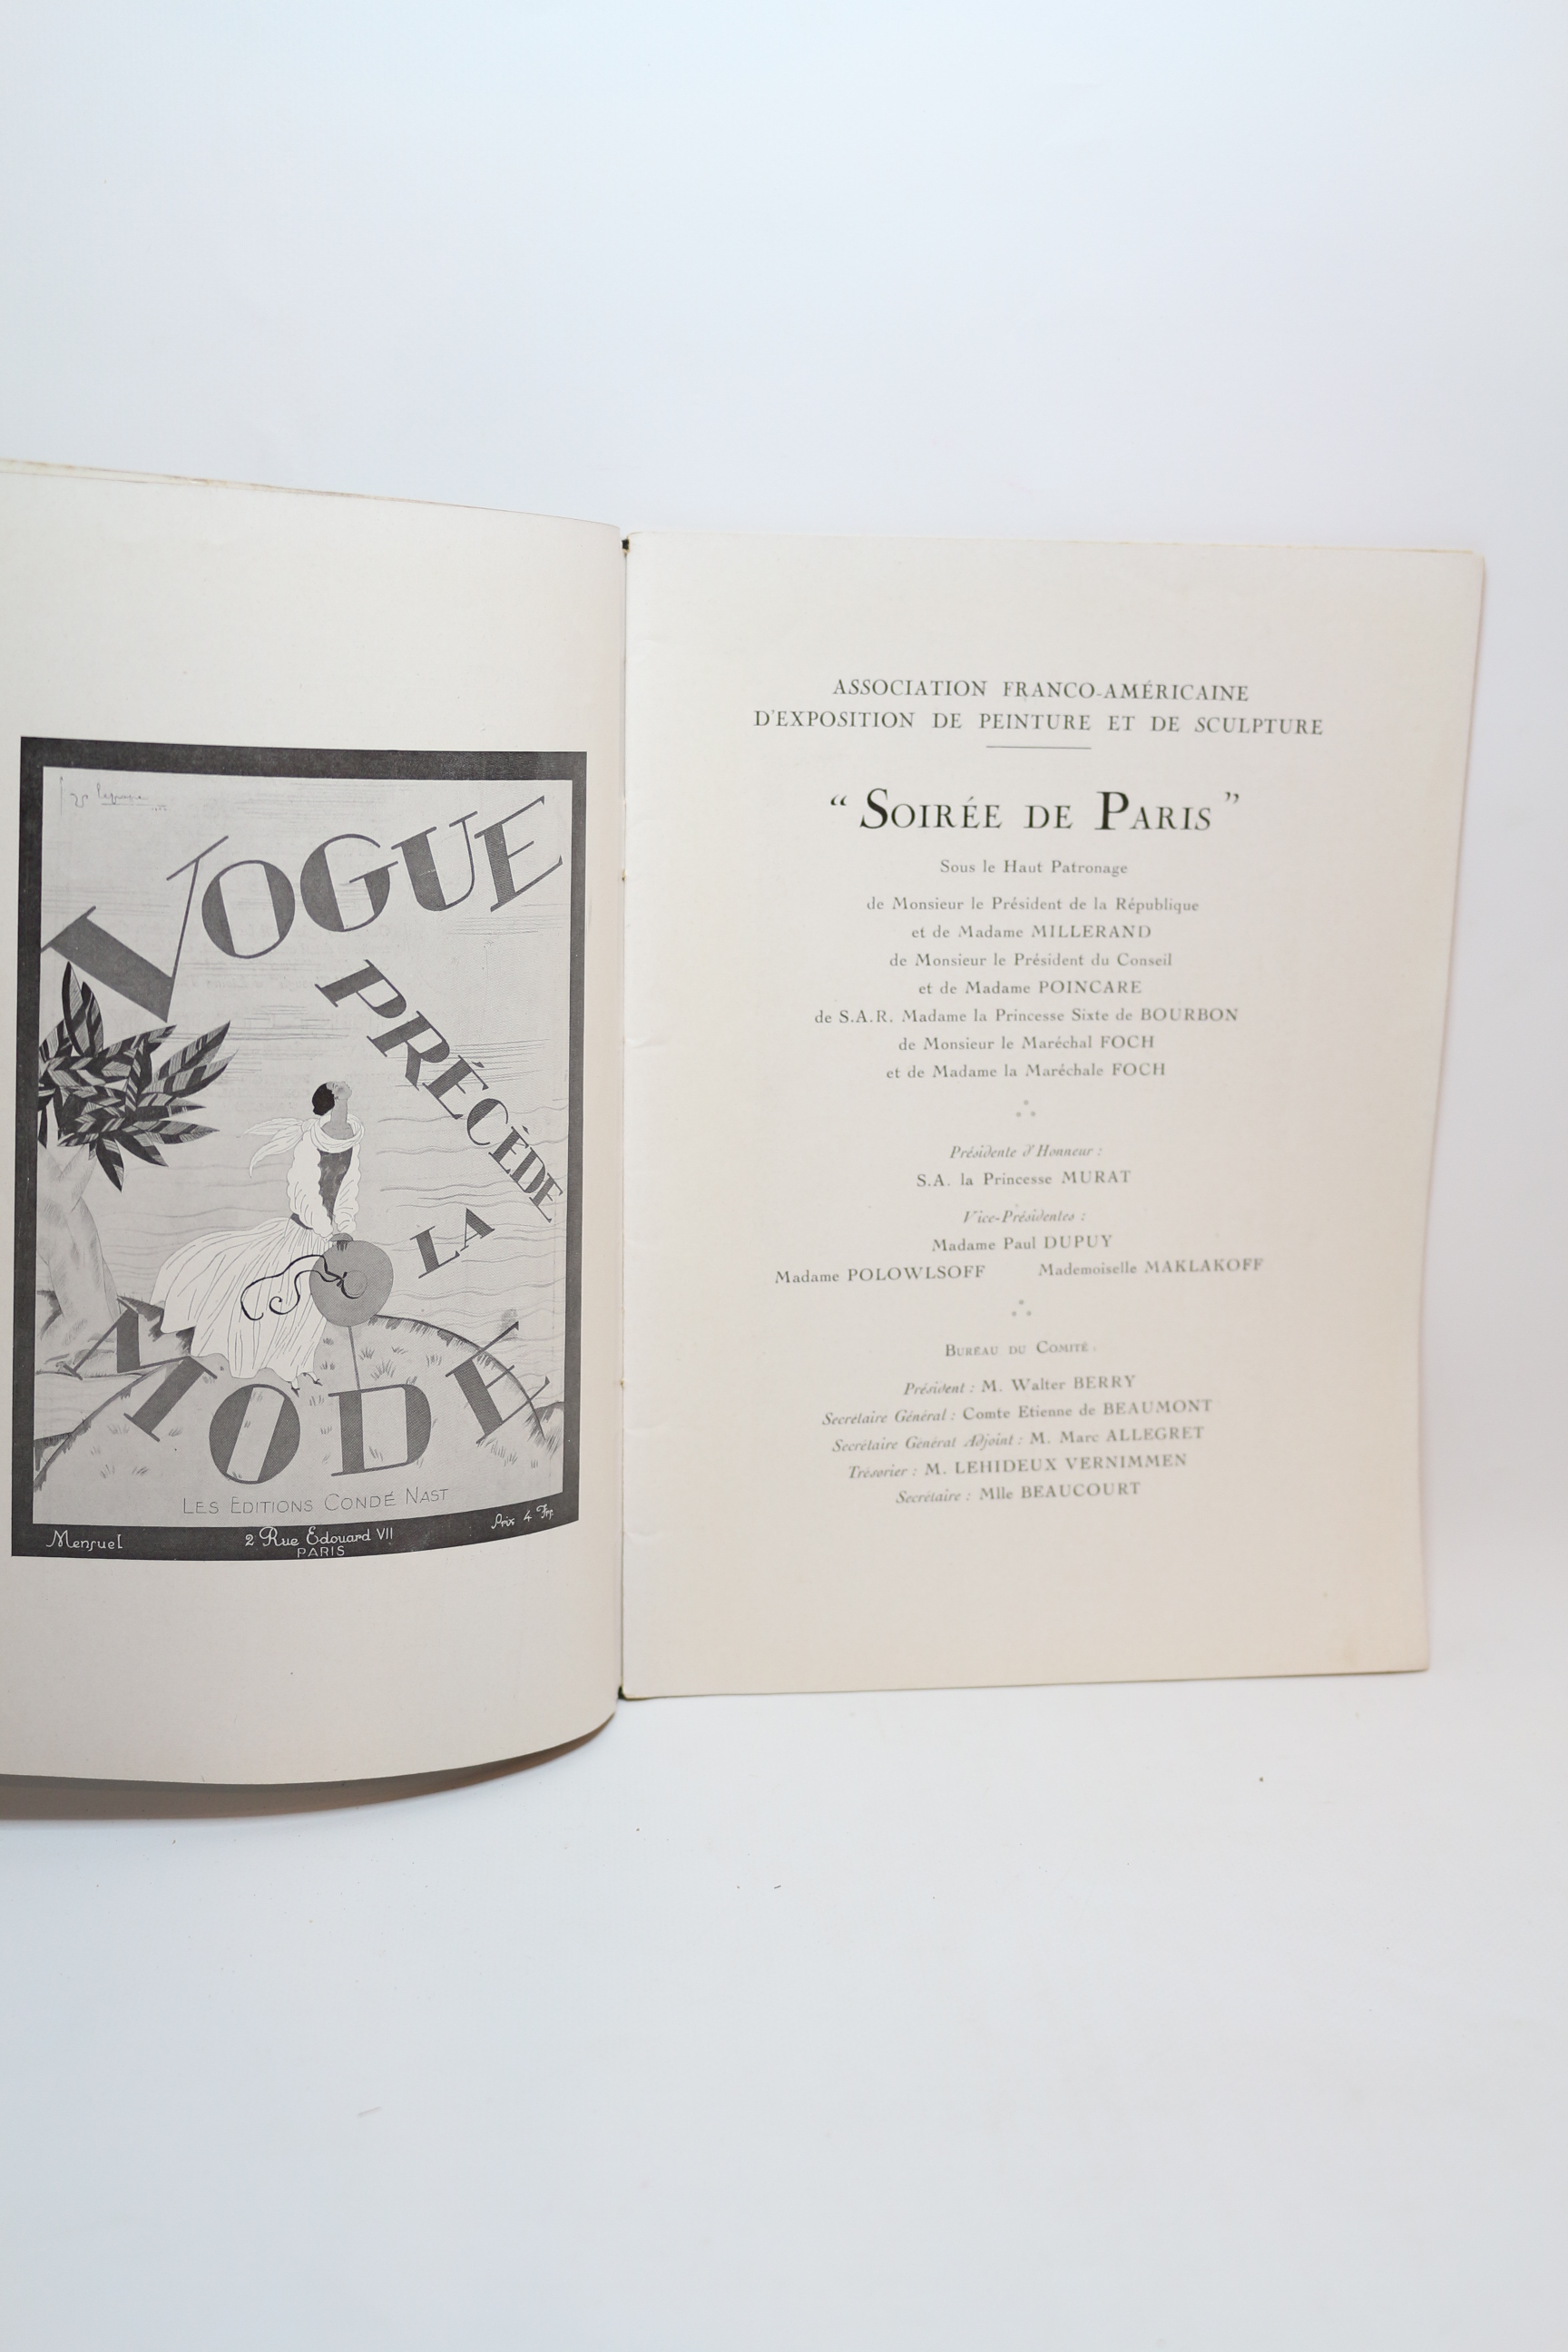 VOGUE
PRÉCÈDE
LA
MODE
LES EDITIONS CONDÉ NAST
Mensuel
2 Rue Edouard VII
PARIS
Prix 4 Frs
ASSOCIATION FRANCO-AMÉRICAINE
D'EXPOSITION DE PEINTURE ET DE SCULPTURE
“ SOIRÉE DE PARIS ”
Sous le Haut Patronage
de Monsieur le Président de la République
et de Madame MILLERAND
de Monsieur le Président du Conseil
et de Madame POINCARE
de S.A.R. Madame la Princesse Sixte de BOURBON
de Monsieur le Maréchal FOCH
et de Madame la Maréchale FOCH
Présidente d'Honneur :
S.A. la Princesse MURAT
Vice-Présidentes :
Madame Paul DUPUY
Madame POLOWLSOFF Mademoiselle MAKLAKOFF
BUREAU DU COMITÉ
Président : M. Walter BERRY
Secrétaire Général : Comte Etienne de BEAUMONT
Secrétaire Général Adjoint : M. Marc ALLEGRET
Trésorier : M. LEHIDEUX VERNIMMEN
Secrétaire : Mlle BEAUCOURT